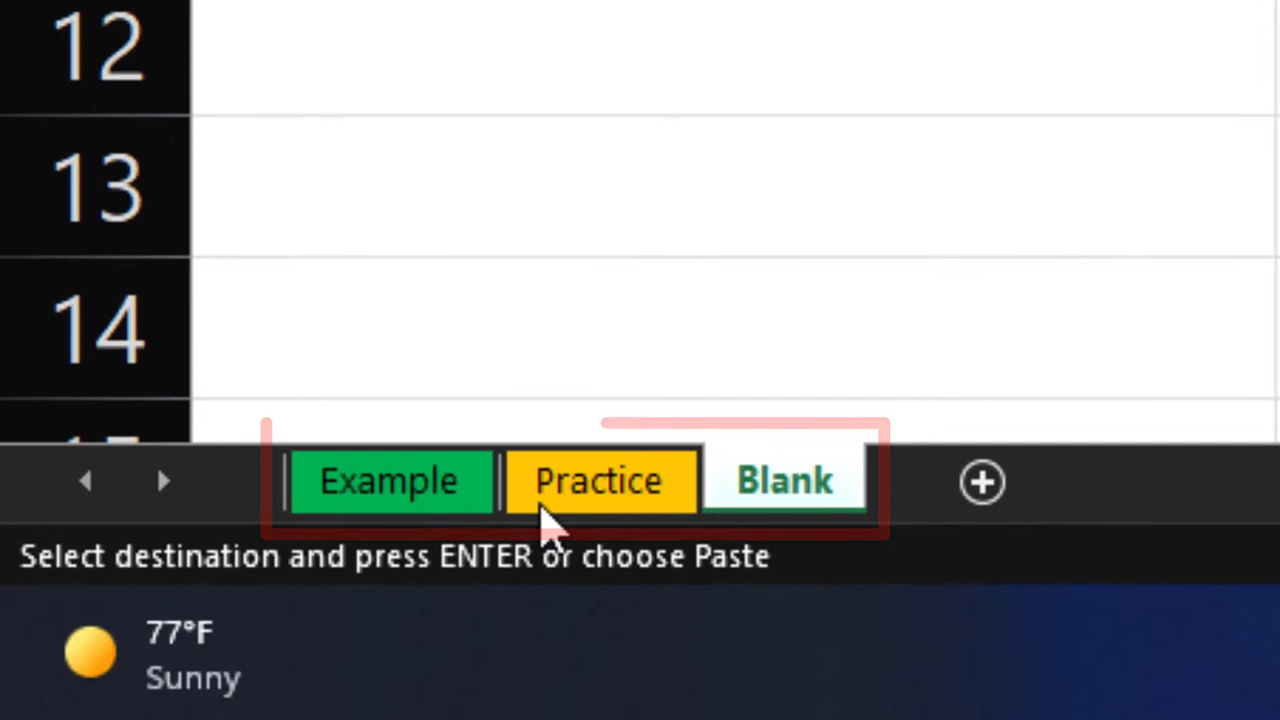 12
13
14
Example Practice Blank
Select destination and press ENTER or choose Paste
77°F
Sunny